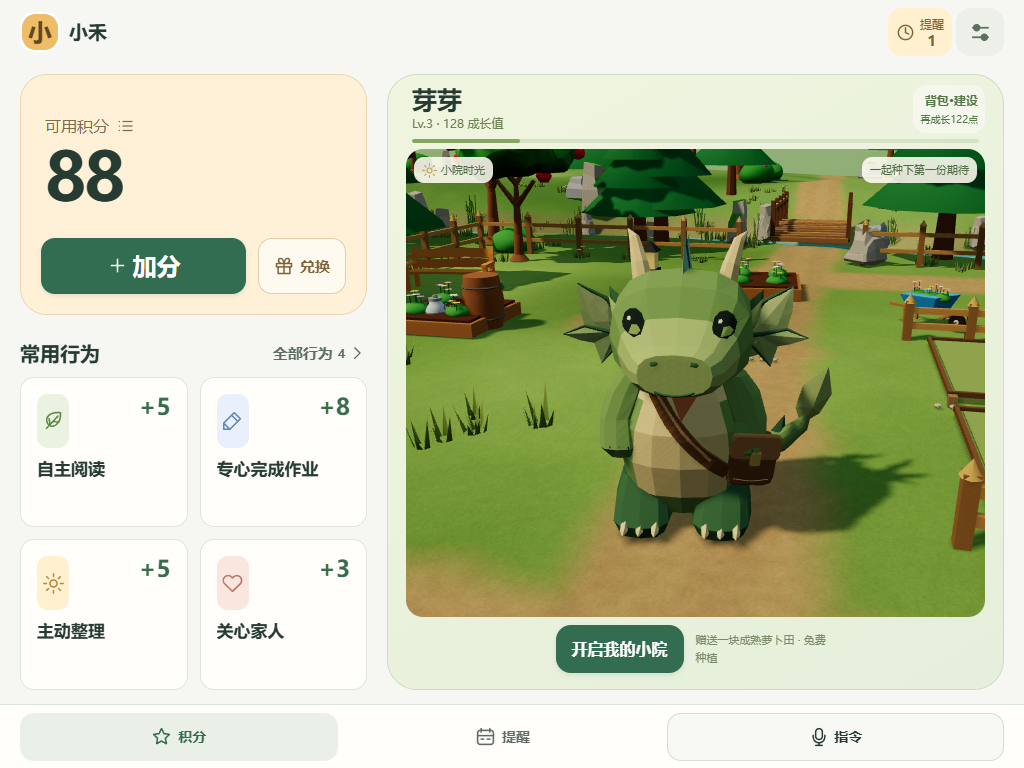 小 小禾
提醒
1
可用积分
88
+ 加分
兑换
常用行为
全部行为 4
+5
自主阅读
+8
专心完成作业
+5
主动整理
+3
关心家人
芽芽
Lv.3 · 128 成长值
背包•建设
再成长122点
小院时光
一起种下第一份期待
开启我的小院
赠送一块成熟萝卜田 · 免费
种植
积分
提醒
指令